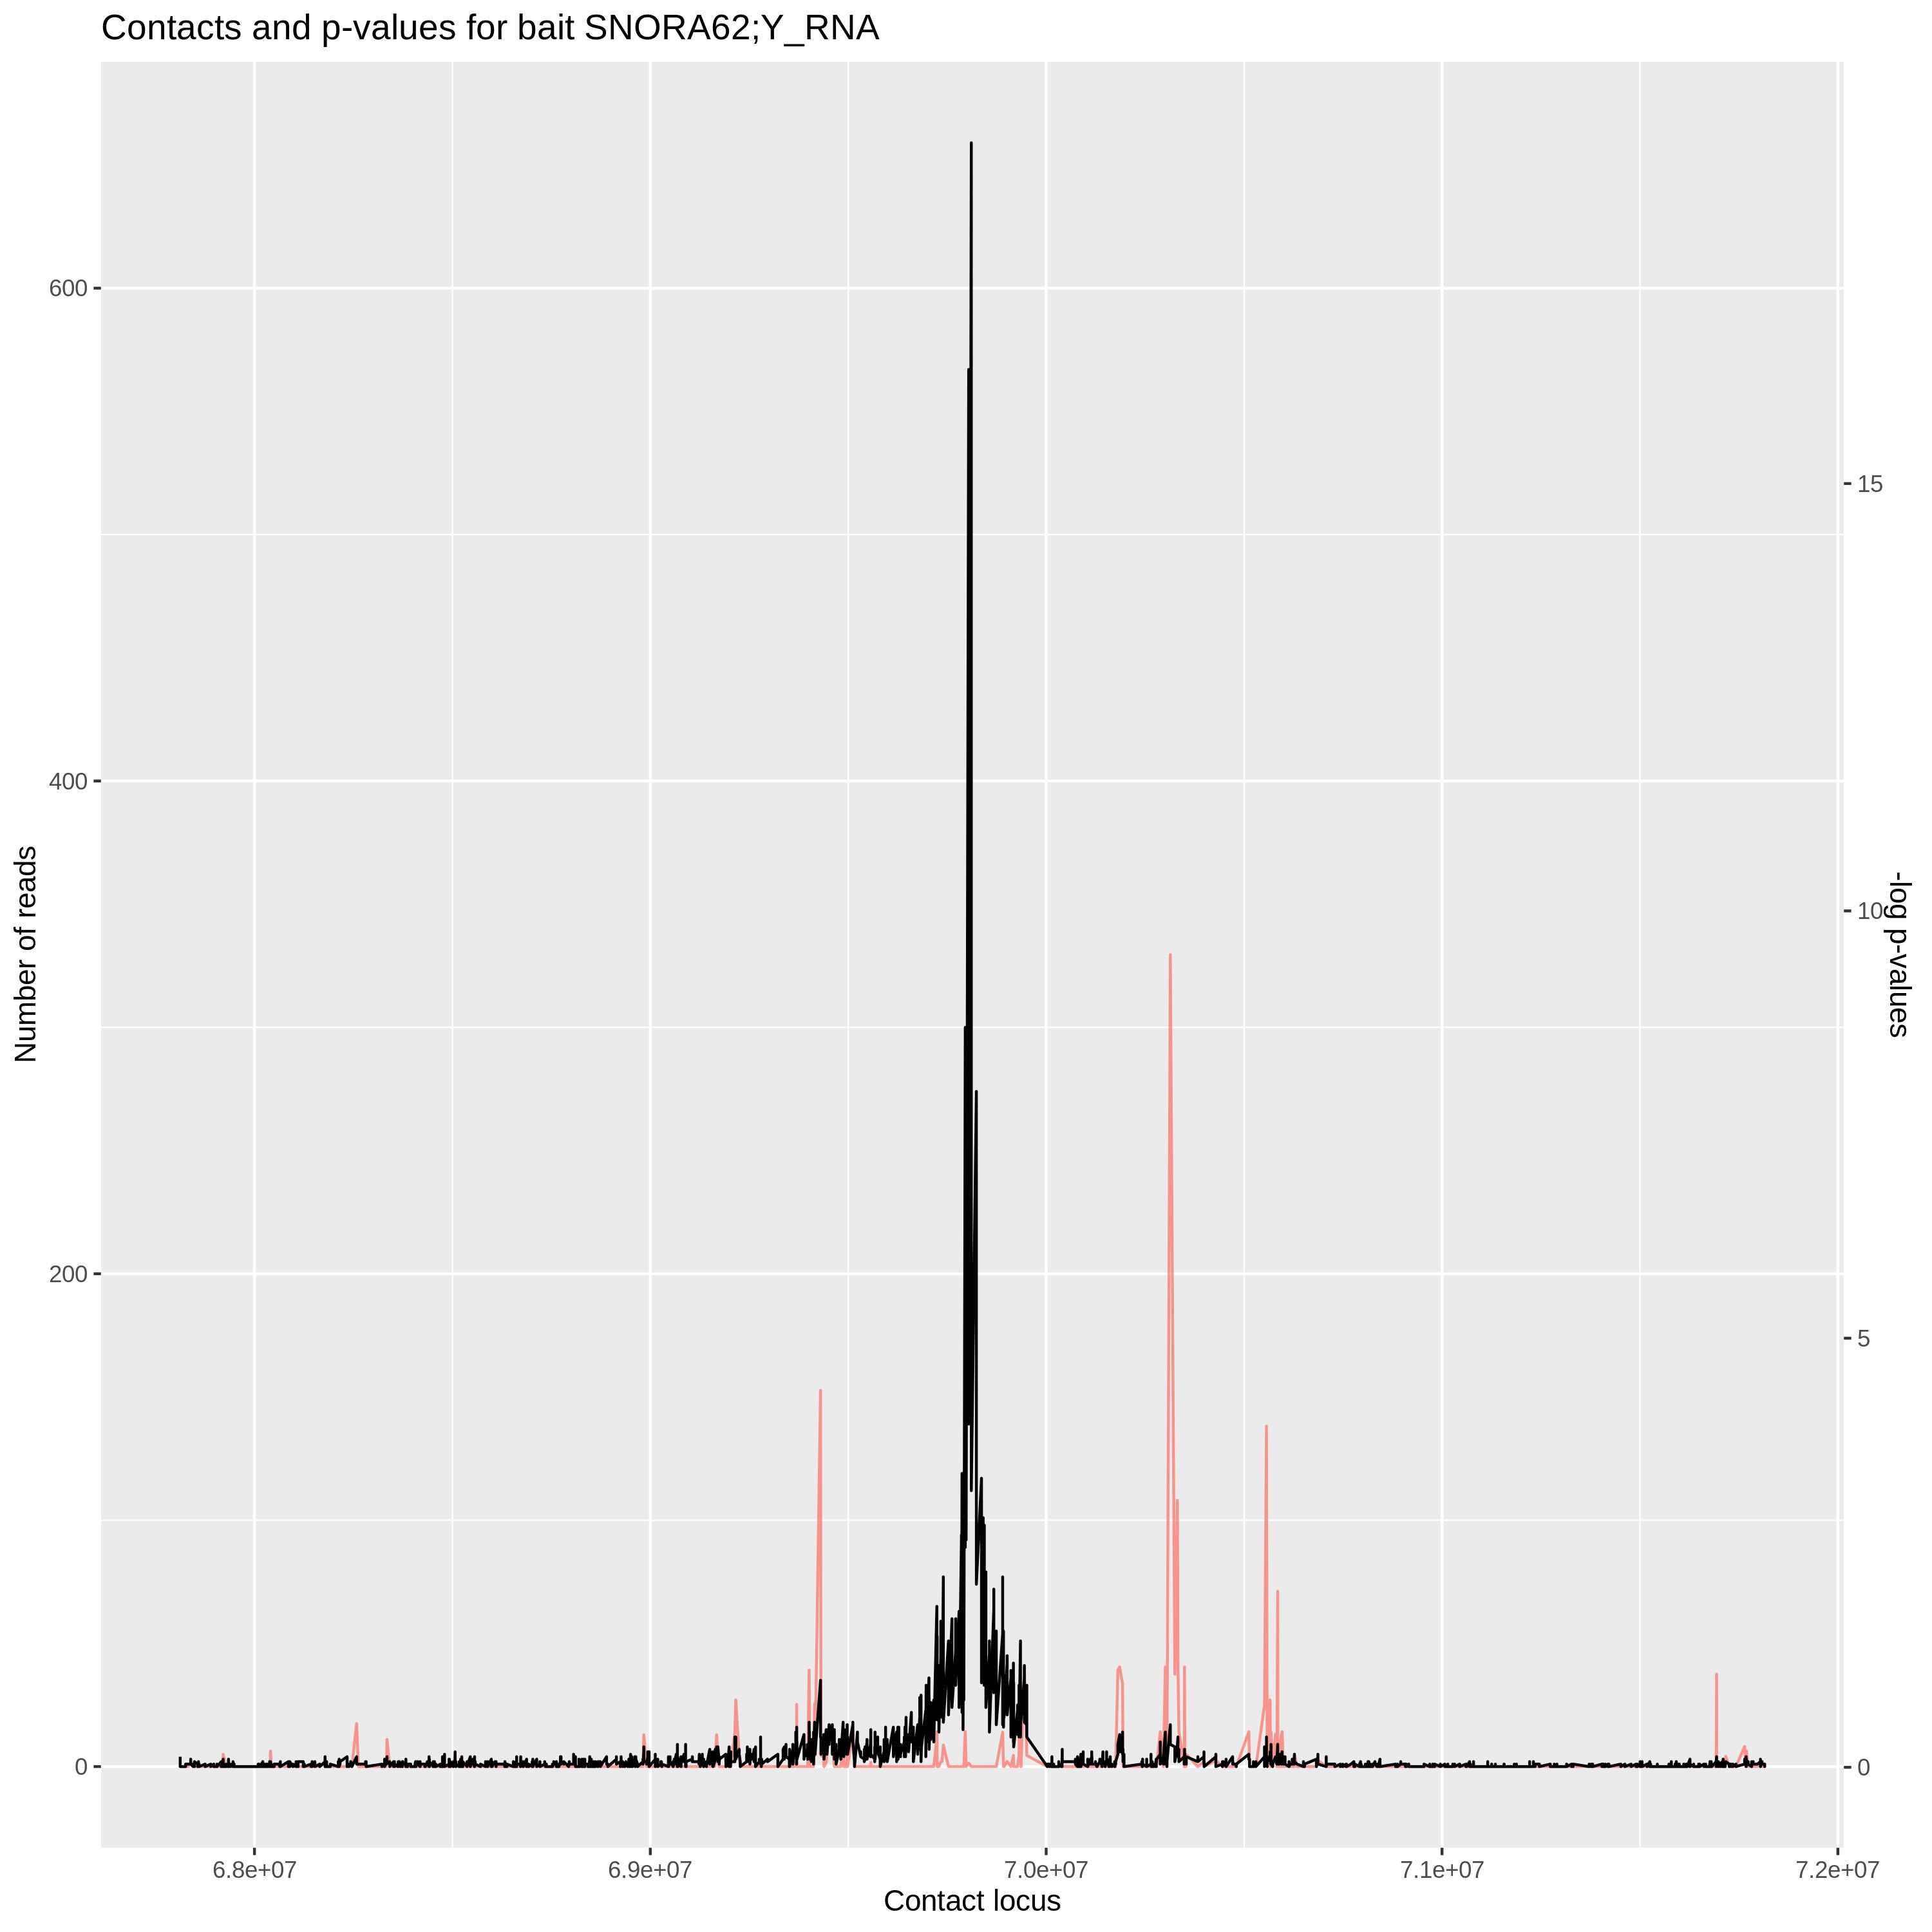 Contacts and p-values for bait SNORA62;Y_RNA
Number of reads
600
400
200
0
15
10
5
0
-log p-values
6.8e+07
6.9e+07
7.0e+07
7.1e+07
7.2e+07
Contact locus